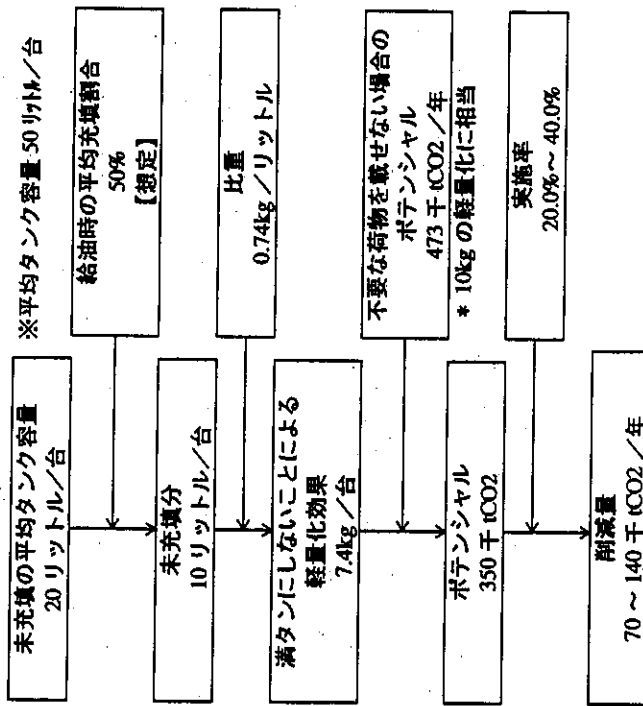 ※平均タンク容量 50 リットル／台
未充填の平均タンク容量
20 リットル／台
給油時の平均充填割合
50%
【想定】
未充填分
10 リットル／台
比重
0.74kg／リットル
満タンにしないことによる
軽量化効果
7.4kg／台
不要な荷物を載せない場合の
ポテンシャル
473 千 tCO2／年
* 10kg の軽量化に相当
ポテンシャル
350 千 tCO2
実施率
20.0%～ 40.0%
削減量
70 ～ 140 千 tCO2／年